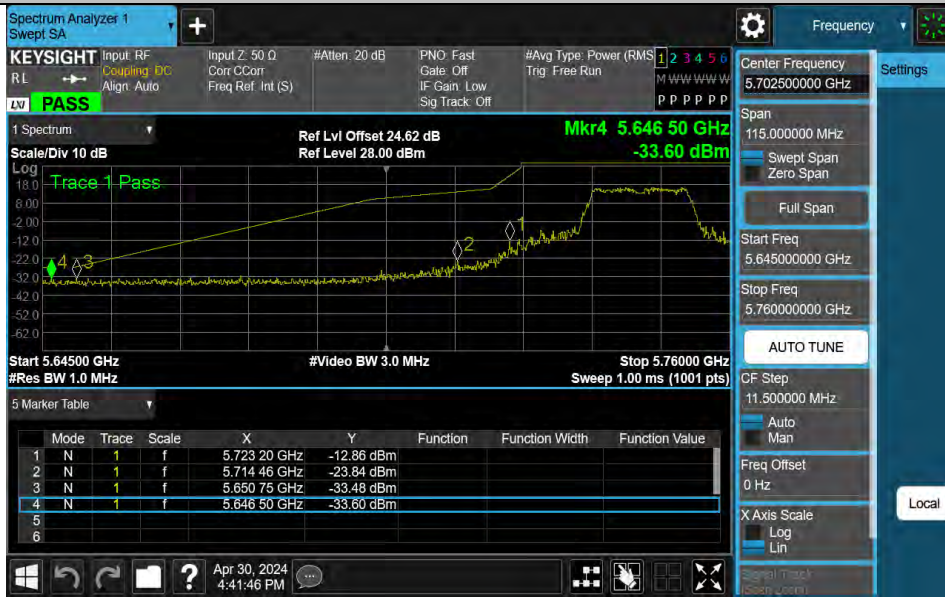 Spectrum Analyzer 1
Swept SA
Frequency
KEYSIGHT
RL
LXI PASS
Input: RF
Coupling: DC
Align: Auto
Input Z: 50 Ω
Corr CCorr
Freq Ref: Int (S)
#Atten: 20 dB
PNO: Fast
Gate: Off
IF Gain: Low
Sig Track: Off
#Avg Type: Power (RMS
Trig: Free Run
1 2 3 4 5 6
M W W W W W
P P P P P P
1 Spectrum
Scale/Div 10 dB
Ref Lvl Offset 24.62 dB
Ref Level 28.00 dBm
Mkr4 5.646 50 GHz
-33.60 dBm
Log
Trace 1 Pass
18.0
8.00
-2.00
-12.0
-22.0
-32.0
-42.0
-52.0
-62.0
4 3
2
1
Start 5.64500 GHz
#Res BW 1.0 MHz
#Video BW 3.0 MHz
Stop 5.76000 GHz
Sweep 1.00 ms (1001 pts)
5 Marker Table
Mode Trace Scale X Y Function Function Width Function Value
1 N 1 f 5.723 20 GHz -12.86 dBm
2 N 1 f 5.714 46 GHz -23.84 dBm
3 N 1 f 5.650 75 GHz -33.48 dBm
4 N 1 f 5.646 50 GHz -33.60 dBm
5
6
Apr 30, 2024
4:41:46 PM
Center Frequency
5.702500000 GHz
Span
115.000000 MHz
Swept Span
Zero Span
Full Span
Start Freq
5.645000000 GHz
Stop Freq
5.760000000 GHz
AUTO TUNE
CF Step
11.500000 MHz
Auto
Man
Freq Offset
0 Hz
X Axis Scale
Log
Lin
Signal Track
(Span Zoom)
Settings
Local